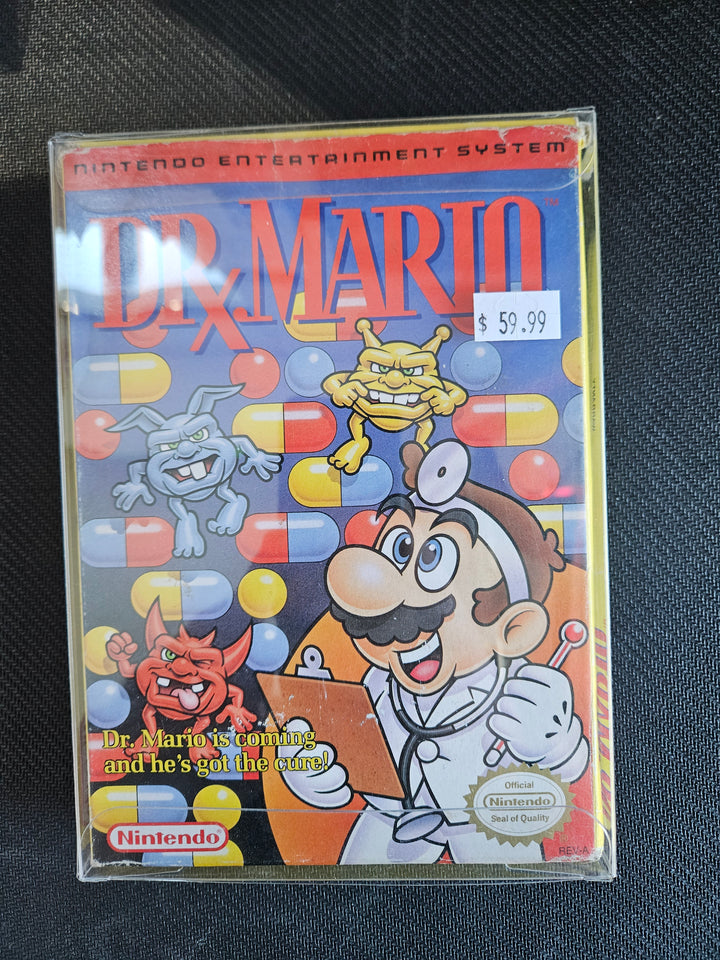 NINTENDO ENTERTAINMENT SYSTEM
DRx. MARIO
TM
$ 59.99
Dr. Mario is coming
and he's got the cure!
Official
Nintendo
Seal of Quality
Nintendo®
REV-A